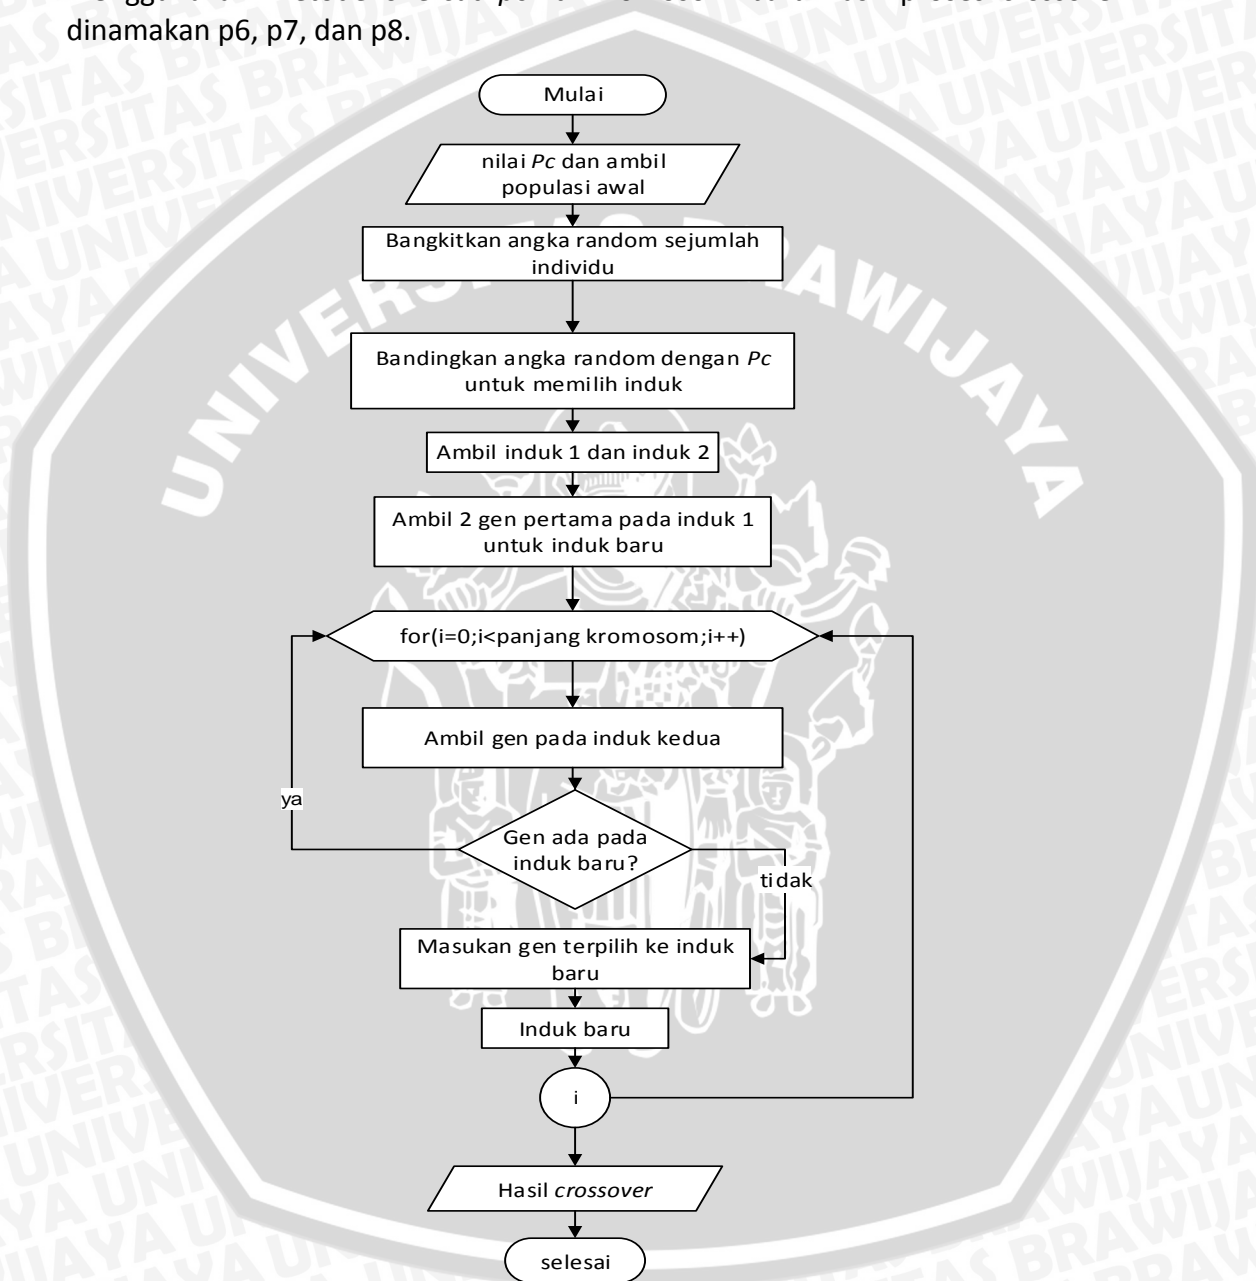 dinamakan p6, p7, dan p8.
Mulai
nilai Pc dan ambil
populasi awal
Bangkitkan angka random sejumlah
individu
Bandingkan angka random dengan Pc
untuk memilih induk
Ambil induk 1 dan induk 2
Ambil 2 gen pertama pada induk 1
untuk induk baru
for(i=0;i<panjang kromosom;i++)
Ambil gen pada induk kedua
Gen ada pada
induk baru?
ya
tidak
Masukan gen terpilih ke induk
baru
Induk baru
i
Hasil crossover
selesai
UNIVERSITAS BRAWIJAYA